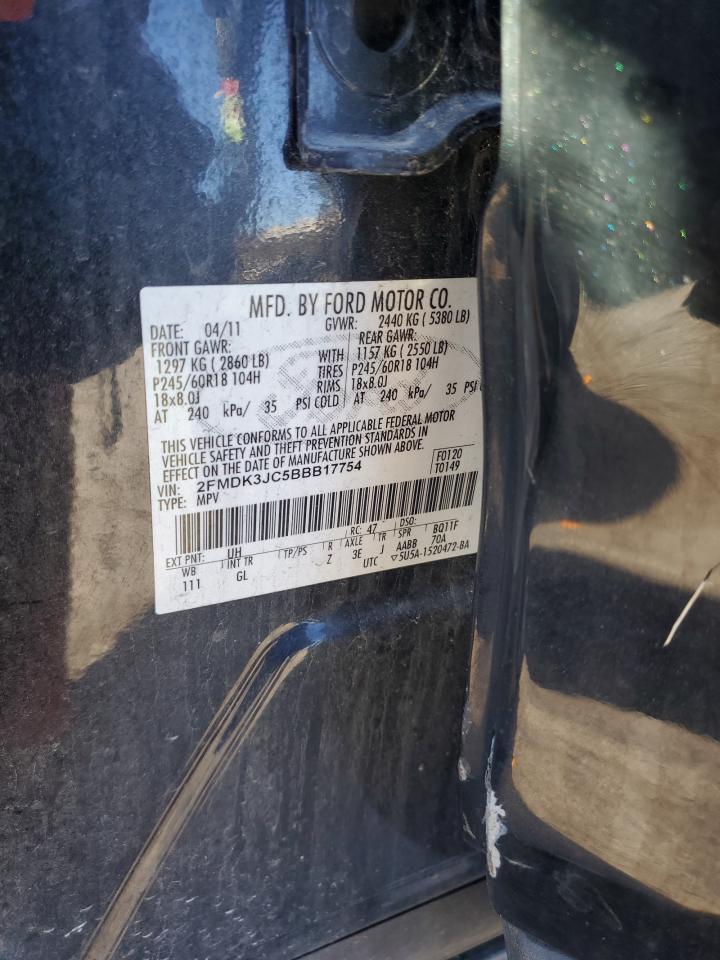 MFD. BY FORD MOTOR CO.
DATE: 04/11 GVWR: 2440 KG ( 5380 LB)
FRONT GAWR: REAR GAWR:
1297 KG ( 2860 LB) WITH 1157 KG ( 2550 LB)
P245/60R18 104H TIRES P245/60R18 104H
18x8.0J RIMS 18x8.0J
AT 240 kPa/ 35 PSI COLD AT 240 kPa/ 35 PSI
THIS VEHICLE CONFORMS TO ALL APPLICABLE FEDERAL MOTOR
VEHICLE SAFETY AND THEFT PREVENTION STANDARDS IN
EFFECT ON THE DATE OF MANUFACTURE SHOWN ABOVE.
VIN: 2FMDK3JC5BBB17754 F0120
TYPE: MPV T0149
EXT PNT: UH RC: 47 DSO: BQ11F
WB INT TR TP/PS R AXLE TR SPR 70A
111 GL Z 3E J AABB
UTC ▽5U5A-1520472-BA